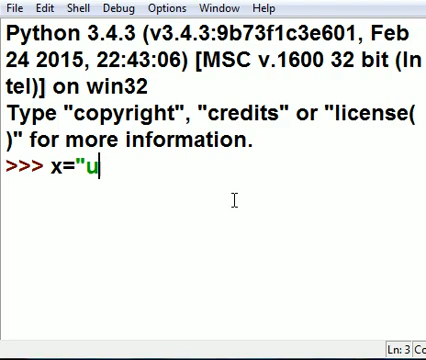 File Edit Shell Debug Options Window Help
Python 3.4.3 (v3.4.3:9b73f1c3e601, Feb
24 2015, 22:43:06) [MSC v.1600 32 bit (In
tel)] on win32
Type "copyright", "credits" or "license(
)" for more information.
>>> x="u
Ln: 3 Co